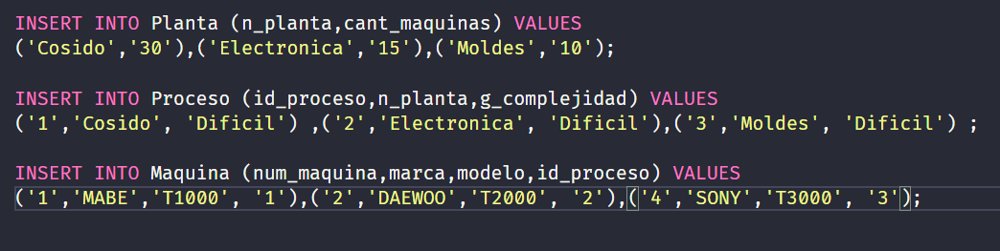 INSERT INTO Planta (n_planta,cant_maquinas) VALUES
('Cosido','30'),('Electronica','15'),('Moldes','10');
INSERT INTO Proceso (id_proceso,n_planta,g_complejidad) VALUES
('1','Cosido', 'Dificil') ,('2','Electronica', 'Dificil'),('3','Moldes', 'Dificil') ;
INSERT INTO Maquina (num_maquina,marca,modelo,id_proceso) VALUES
('1','MABE','T1000', '1'),('2','DAEWOO','T2000', '2'),('4','SONY','T3000', '3');